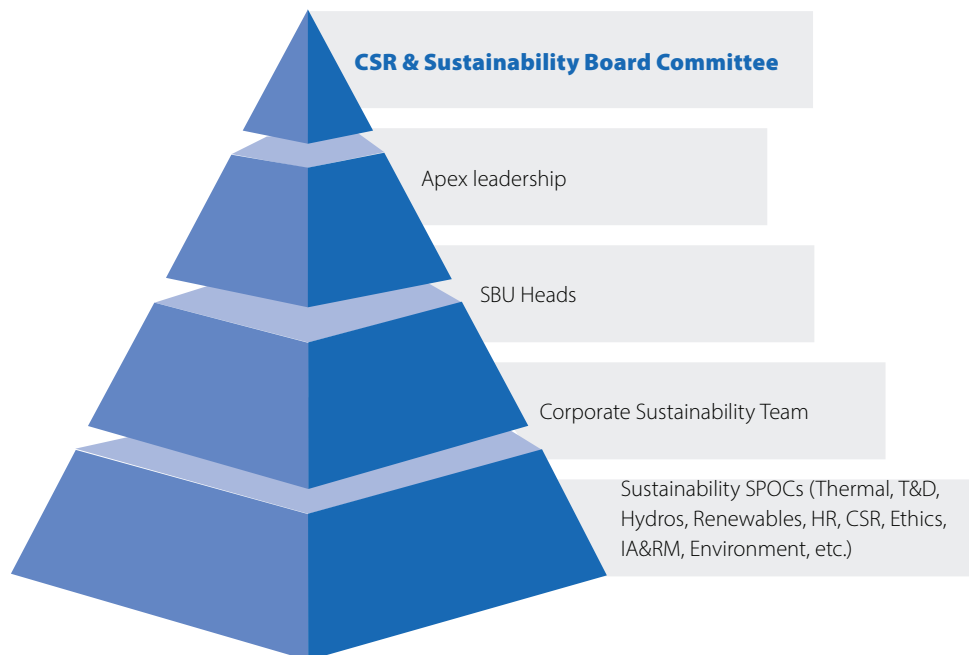 CSR & Sustainability Board Committee
Apex leadership
SBU Heads
Corporate Sustainability Team
Sustainability SPOCs (Thermal, T&D,
Hydros, Renewables, HR, CSR, Ethics,
IA&RM, Environment, etc.)